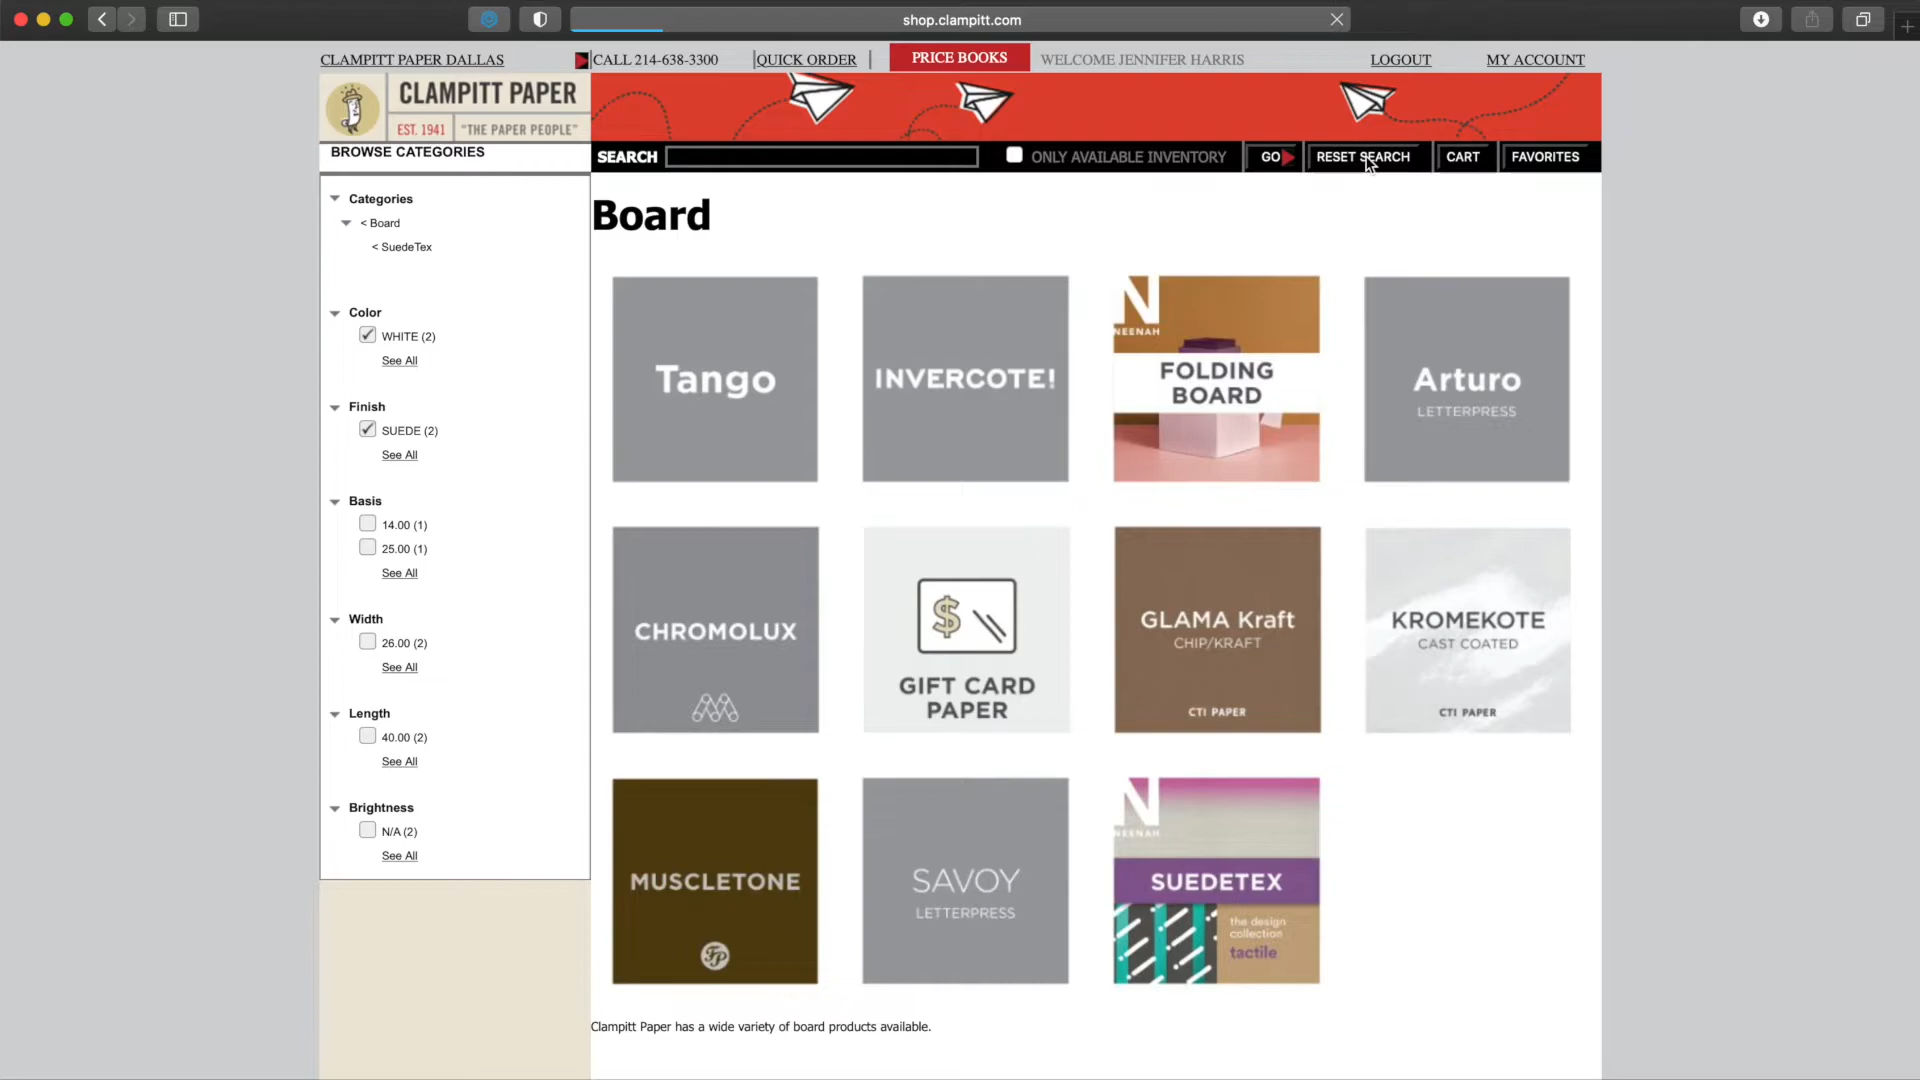 shop.clampitt.com
CLAMPITT PAPER DALLAS
CALL 214-638-3300
QUICK ORDER
PRICE BOOKS
WELCOME JENNIFER HARRIS
LOGOUT
MY ACCOUNT
CLAMPITT PAPER
EST. 1941
"THE PAPER PEOPLE"
BROWSE CATEGORIES
SEARCH
ONLY AVAILABLE INVENTORY
GO
RESET SEARCH
CART
FAVORITES
Categories
< Board
< SuedeTex
Color
WHITE (2)
See All
Finish
SUEDE (2)
See All
Basis
14.00 (1)
25.00 (1)
See All
Width
26.00 (2)
See All
Length
40.00 (2)
See All
Brightness
N/A (2)
See All
Board
Tango
INVERCOTE!
N
NEENAH
FOLDING
BOARD
Arturo
LETTERPRESS
CHROMOLUX
$
GIFT CARD
PAPER
GLAMA Kraft
CHIP/KRAFT
CTI PAPER
KROMEKOTE
CAST COATED
CTI PAPER
MUSCLETONE
FP
SAVOY
LETTERPRESS
N
NEENAH
SUEDETEX
the design
collection
tactile
Clampitt Paper has a wide variety of board products available.